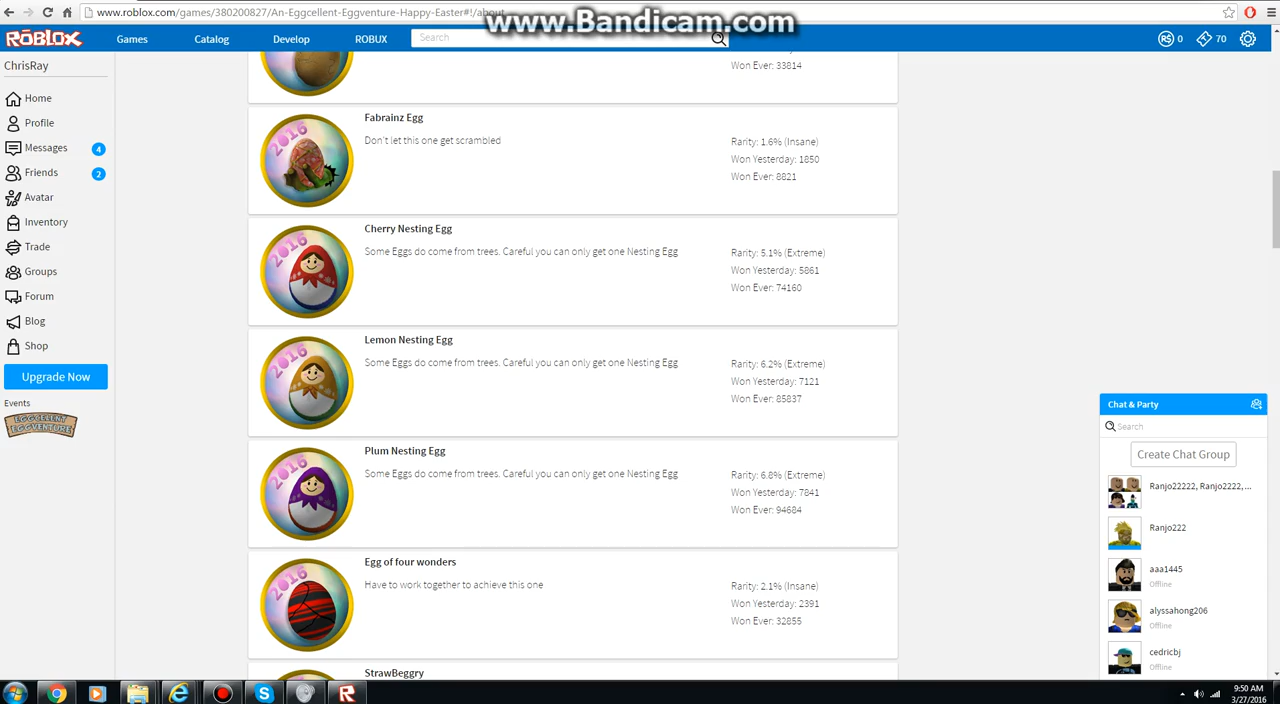 www.roblox.com/games/380200827/An-Eggcellent-Eggventure-Happy-Easter#!/about
www.Bandicam.com
ROBLOX
Games
Catalog
Develop
ROBUX
Search
R$ 0
70
ChrisRay
Home
Profile
Messages 4
Friends 2
Avatar
Inventory
Trade
Groups
Forum
Blog
Shop
Upgrade Now
Events
EGGCELLENT
EGGVENTURE
Won Ever: 33814
2016
Fabrainz Egg
Don't let this one get scrambled
Rarity: 1.6% (Insane)
Won Yesterday: 1850
Won Ever: 8821
2016
Cherry Nesting Egg
Some Eggs do come from trees. Careful you can only get one Nesting Egg
Rarity: 5.1% (Extreme)
Won Yesterday: 5861
Won Ever: 74160
2016
Lemon Nesting Egg
Some Eggs do come from trees. Careful you can only get one Nesting Egg
Rarity: 6.2% (Extreme)
Won Yesterday: 7121
Won Ever: 85837
2016
Plum Nesting Egg
Some Eggs do come from trees. Careful you can only get one Nesting Egg
Rarity: 6.8% (Extreme)
Won Yesterday: 7841
Won Ever: 94684
2016
Egg of four wonders
Have to work together to achieve this one
Rarity: 2.1% (Insane)
Won Yesterday: 2391
Won Ever: 32855
StrawBeggry
Chat & Party
Search
Create Chat Group
Ranjo22222, Ranjo2222, ...
Ranjo222
aaa1445
Offline
alyssahong206
Offline
cedricbj
Offline
9:50 AM
3/27/2016